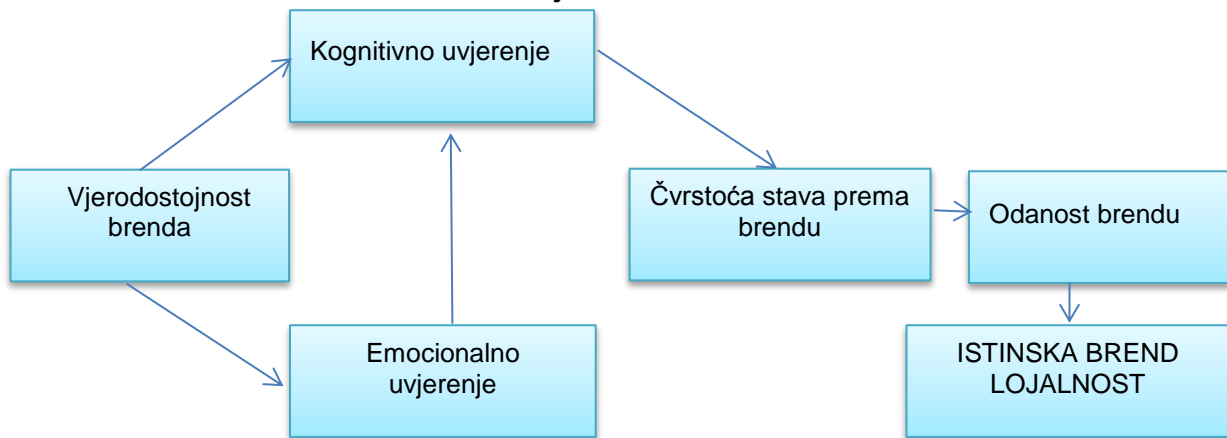 Kognitivno uvjerenje
Vjerodostojnost
brenda
Čvrstoća stava prema
brendu
Odanost brendu
Emocionalno
uvjerenje
ISTINSKA BREND
LOJALNOST